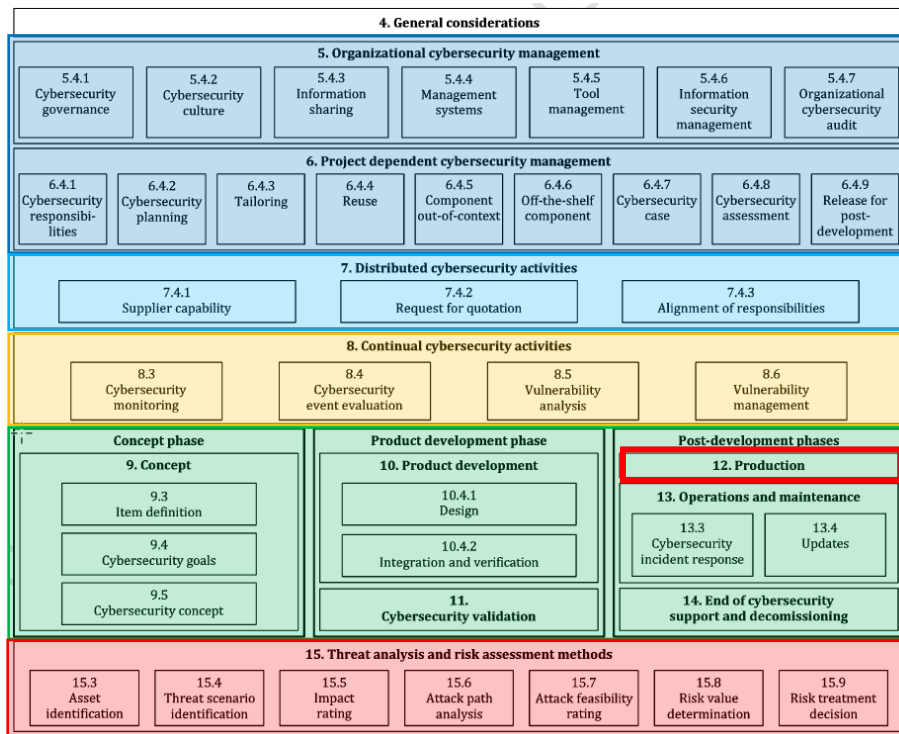 4. General considerations
5. Organizational cybersecurity management
5.4.1
Cybersecurity
governance
5.4.2
Cybersecurity
culture
5.4.3
Information
sharing
5.4.4
Management
systems
5.4.5
Tool
management
5.4.6
Information
security
management
5.4.7
Organizational
cybersecurity
audit
6. Project dependent cybersecurity management
6.4.1
Cybersecurity
responsibi-
lities
6.4.2
Cybersecurity
planning
6.4.3
Tailoring
6.4.4
Reuse
6.4.5
Component
out-of-context
6.4.6
Off-the-shelf
component
6.4.7
Cybersecurity
case
6.4.8
Cybersecurity
assessment
6.4.9
Release for
post-
development
7. Distributed cybersecurity activities
7.4.1
Supplier capability
7.4.2
Request for quotation
7.4.3
Alignment of responsibilities
8. Continual cybersecurity activities
8.3
Cybersecurity
monitoring
8.4
Cybersecurity
event evaluation
8.5
Vulnerability
analysis
8.6
Vulnerability
management
Concept phase
9. Concept
9.3
Item definition
9.4
Cybersecurity goals
9.5
Cybersecurity concept
Product development phase
10. Product development
10.4.1
Design
10.4.2
Integration and verification
11.
Cybersecurity validation
Post-development phases
12. Production
13. Operations and maintenance
13.3
Cybersecurity
incident response
13.4
Updates
14. End of cybersecurity
support and decomissioning
15. Threat analysis and risk assessment methods
15.3
Asset
identification
15.4
Threat scenario
identification
15.5
Impact
rating
15.6
Attack path
analysis
15.7
Attack feasibility
rating
15.8
Risk value
determination
15.9
Risk treatment
decision